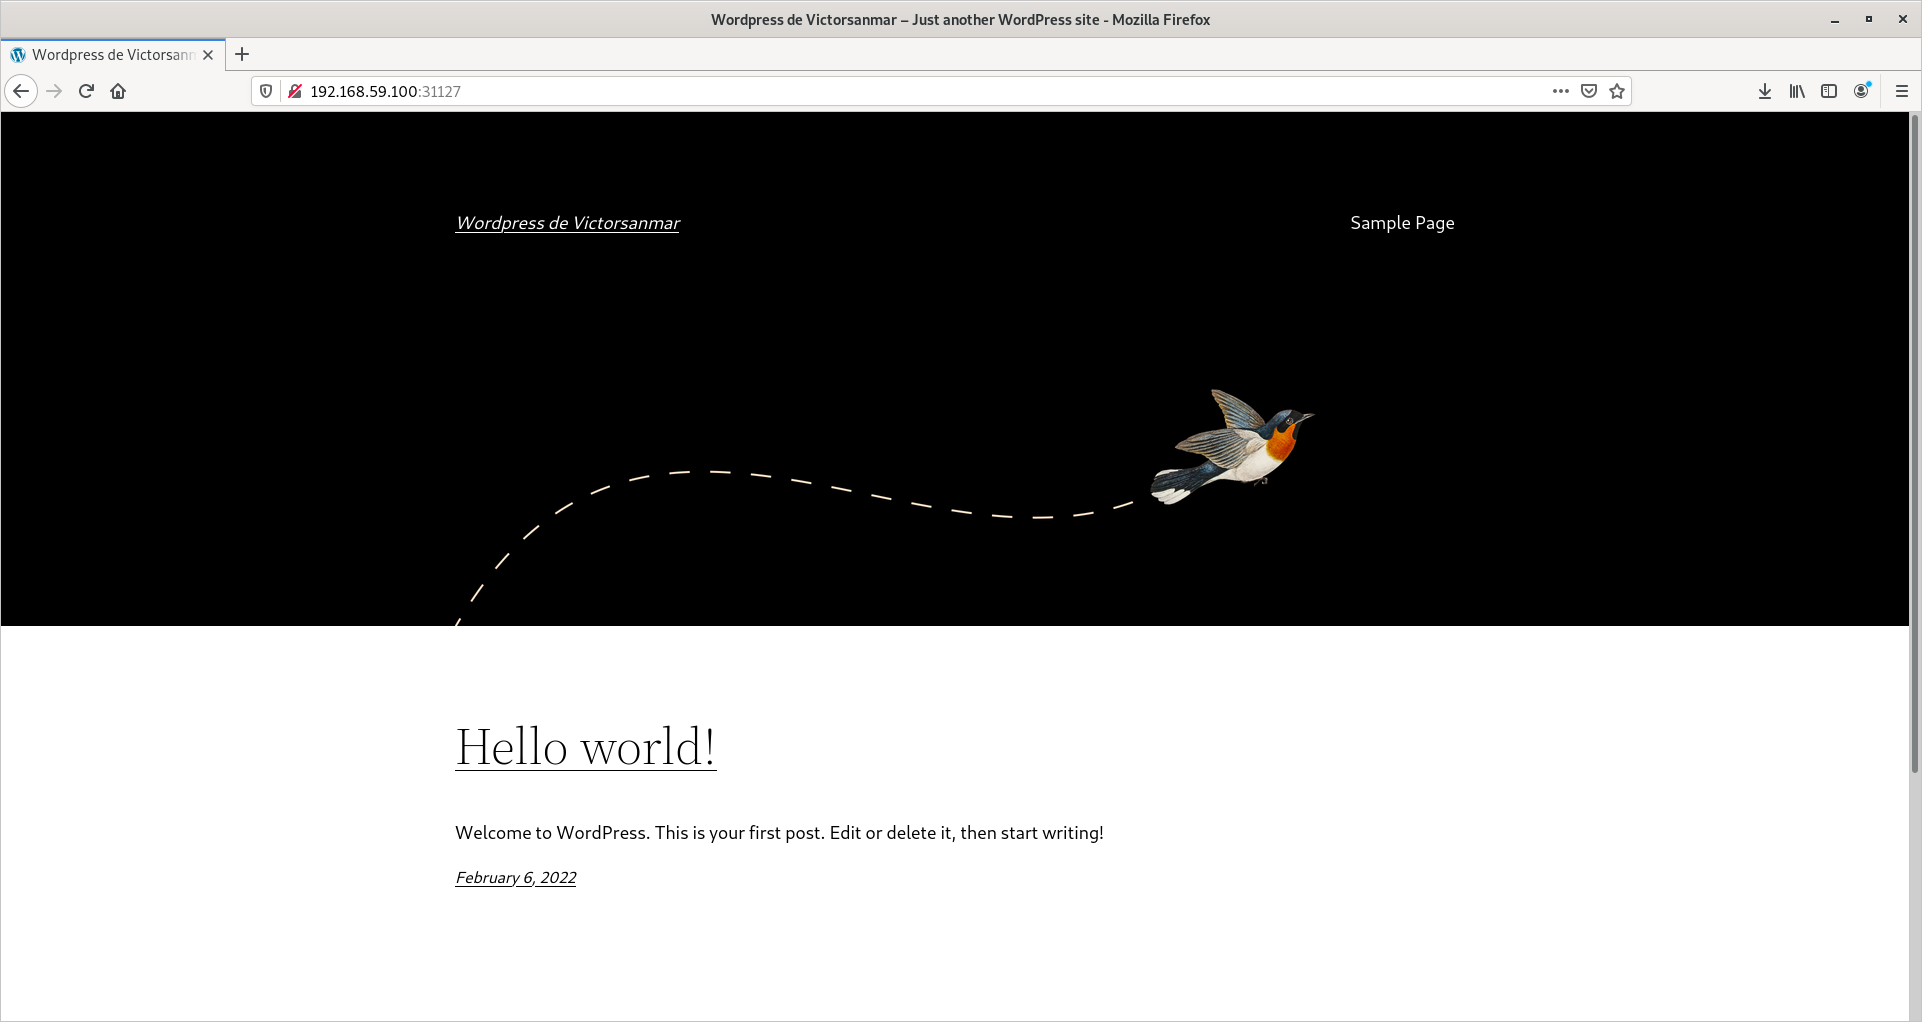 Wordpress de Victorsanmar – Just another WordPress site - Mozilla Firefox
Wordpress de Victorsanm
192.168.59.100:31127
Wordpress de Victorsanmar
Sample Page
Hello world!
Welcome to WordPress. This is your first post. Edit or delete it, then start writing!
February 6, 2022